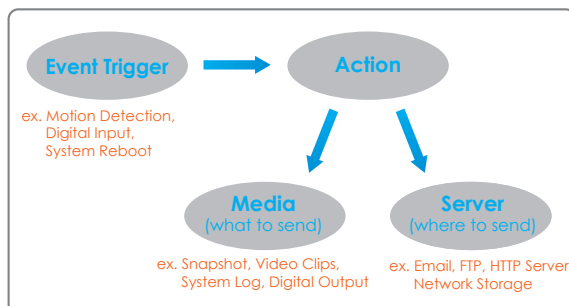 Event Trigger
Action
ex. Motion Detection,
Digital Input,
System Reboot
Media
(what to send)
Server
(where to send)
ex. Snapshot, Video Clips,
System Log, Digital Output
ex. Email, FTP, HTTP Server
Network Storage